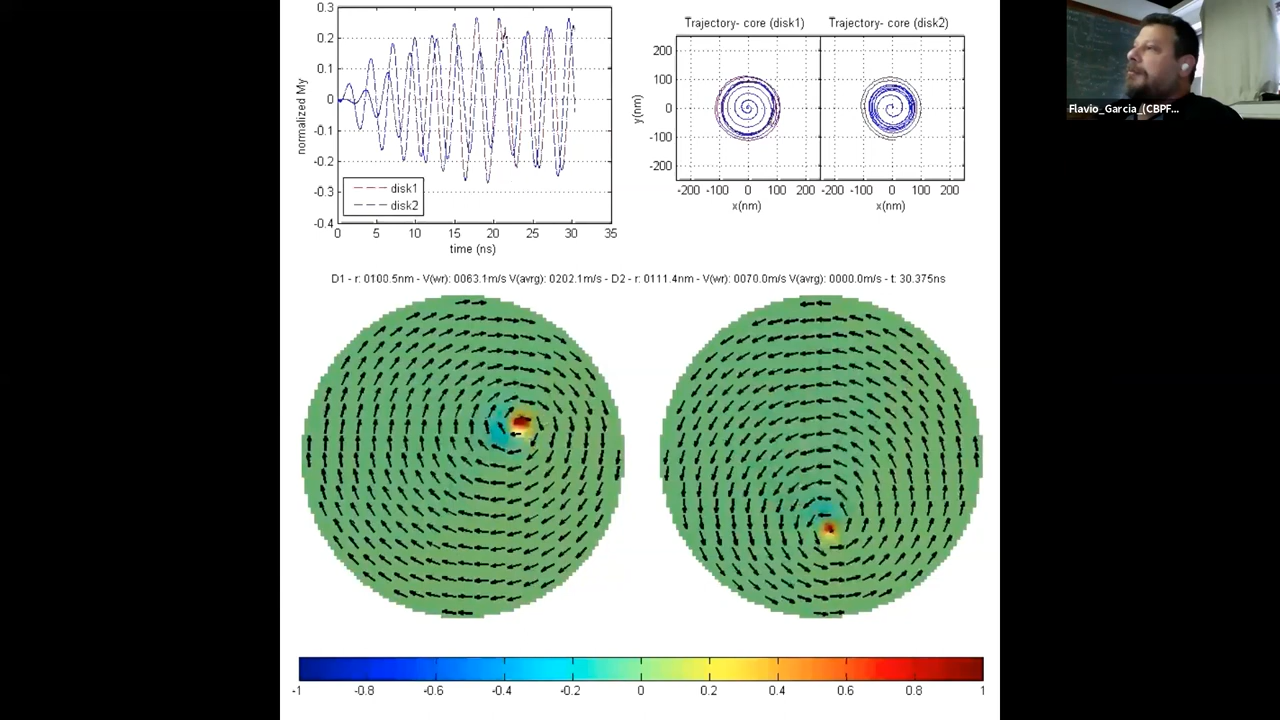 0.3
0.2
0.1
0
-0.1
-0.2
-0.3
-0.4
normalized My
disk1
disk2
0 5 10 15 20 25 30 35
time (ns)
Trajectory- core (disk1) Trajectory- core (disk2)
200
100
0
-100
-200
y(nm)
-200 -100 0 100 200 -200 -100 0 100 200
x(nm) x(nm)
Flavio_Garcia_(CBPF...
D1 - r: 0100.5nm - V(wr): 0063.1m/s V(avrg): 0202.1m/s - D2 - r: 0111.4nm - V(wr): 0070.0m/s V(avrg): 0000.0m/s - t: 30.375ns
-1 -0.8 -0.6 -0.4 -0.2 0 0.2 0.4 0.6 0.8 1